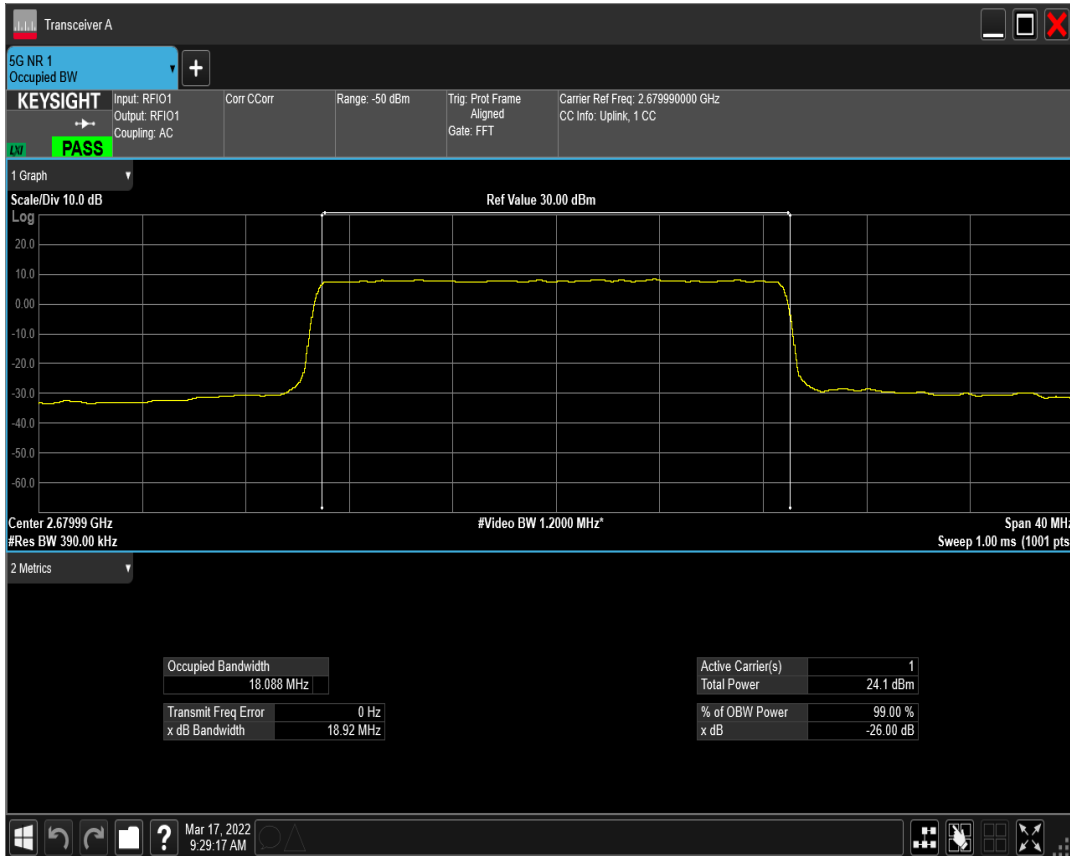 Transceiver A
5G NR 1
Occupied BW
+
KEYSIGHT
Input: RFIO1
Output: RFIO1
Coupling: AC
LXI
PASS
Corr CCorr
Range: -50 dBm
Trig: Prot Frame
Aligned
Gate: FFT
Carrier Ref Freq: 2.679990000 GHz
CC Info: Uplink, 1 CC
1 Graph
Scale/Div 10.0 dB
Ref Value 30.00 dBm
Log
20.0
10.0
0.00
-10.0
-20.0
-30.0
-40.0
-50.0
-60.0
Center 2.67999 GHz
#Video BW 1.2000 MHz*
Span 40 MHz
#Res BW 390.00 kHz
Sweep 1.00 ms (1001 pts
2 Metrics
Occupied Bandwidth
18.088 MHz
Transmit Freq Error 0 Hz
x dB Bandwidth 18.92 MHz
Active Carrier(s) 1
Total Power 24.1 dBm
% of OBW Power 99.00 %
x dB -26.00 dB
?
Mar 17, 2022
9:29:17 AM